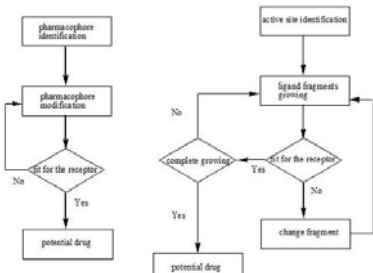 pharmacophore
identification
pharmacophore
modification
fit for the receptor
No
Yes
potential drug
active site identification
ligand fragments
growing
No
complete growing
Yes
fit for the receptor
No
Yes
change fragment
potential drug